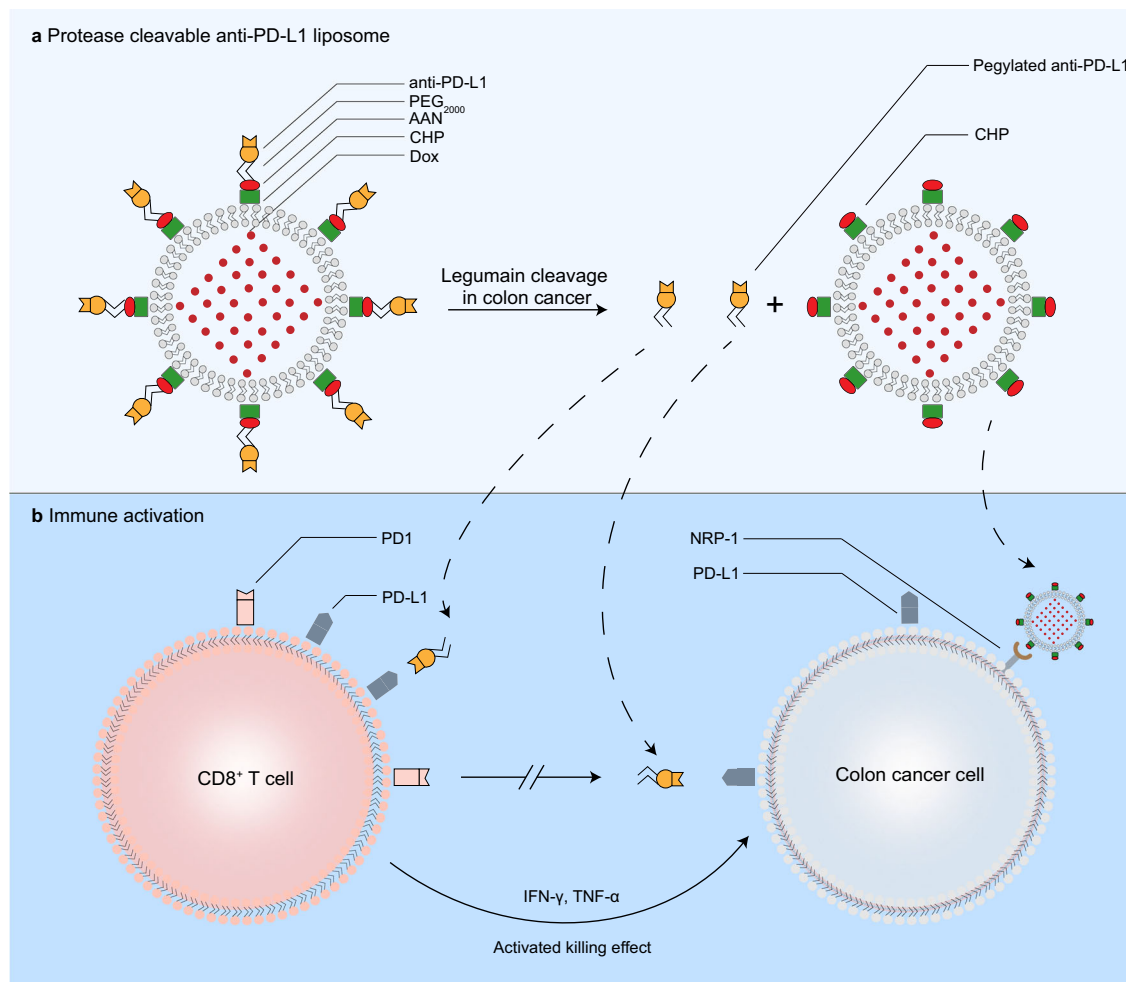 a Protease cleavable anti-PD-L1 liposome
anti-PD-L1
PEG2000
AAN
CHP
Dox
Legumain cleavage
in colon cancer
Pegylated anti-PD-L1
CHP
+
b Immune activation
PD1
PD-L1
NRP-1
PD-L1
CD8⁺ T cell
Colon cancer cell
IFN-γ, TNF-α
Activated killing effect